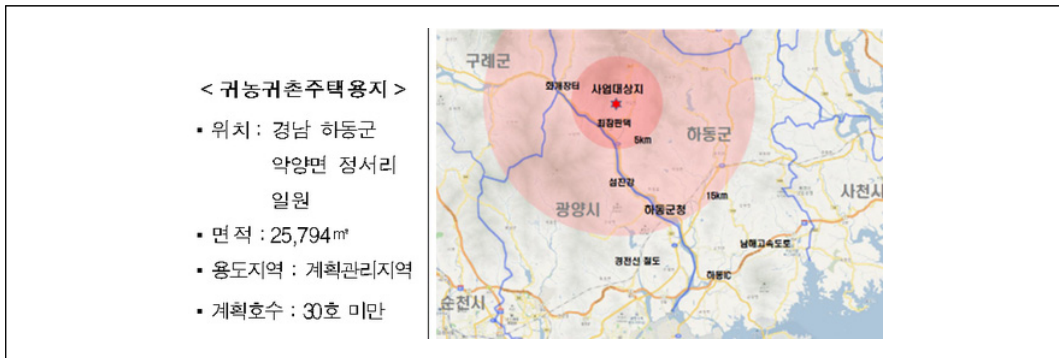 < 귀농귀촌주택용지 >
▪ 위치 : 경남 하동군
악양면 정서리
일원
▪ 면적 : 25,794㎡
▪ 용도지역 : 계획관리지역
▪ 계획호수 : 30호 미만
구례군
화개장터
사업대상지
최참판댁
5km
하동군
섬진강
15km
사천시
광양시
하동군청
남해고속도로
경전선 철도
하동IC
순천시